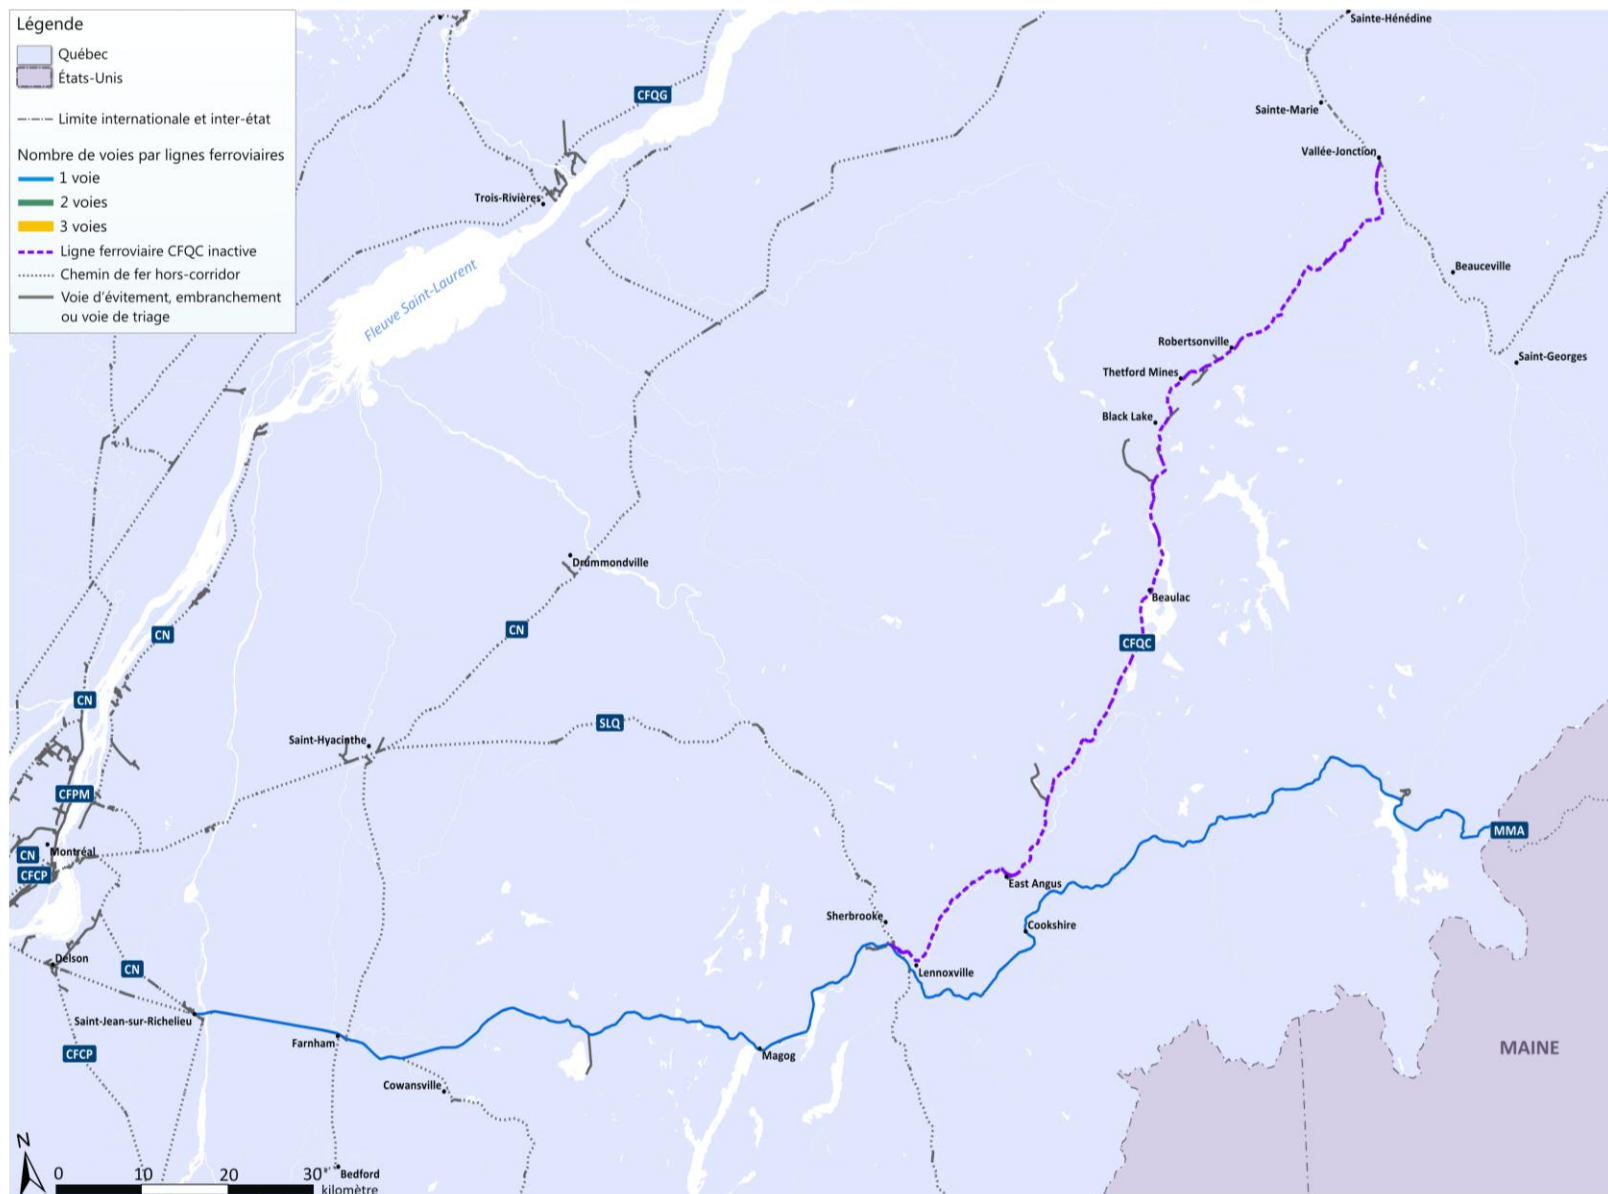 Légende
Québec
États-Unis
Limite internationale et inter-état
Nombre de voies par lignes ferroviaires
1 voie
2 voies
3 voies
Ligne ferroviaire CFQC inactive
Chemin de fer hors-corridor
Voie d'évitement, embranchement
ou voie de triage
Sainte-Hénédine
CFQG
Sainte-Marie
Vallée-Jonction
Trois-Rivières
Beauceville
Fleuve Saint-Laurent
Robertsonville
Saint-Georges
Thetford Mines
Black Lake
Drummondville
Beaulac
CN
CN
CFQC
CN
SLQ
Saint-Hyacinthe
CFPM
MMA
Montréal
CN
CFCP
East Angus
Sherbrooke
Cookshire
Delson
CN
Lennoxville
Saint-Jean-sur-Richelieu
Farnham
MAINE
CFCP
Magog
Cowansville
N
0 10 20 30
kilomètre
Bedford